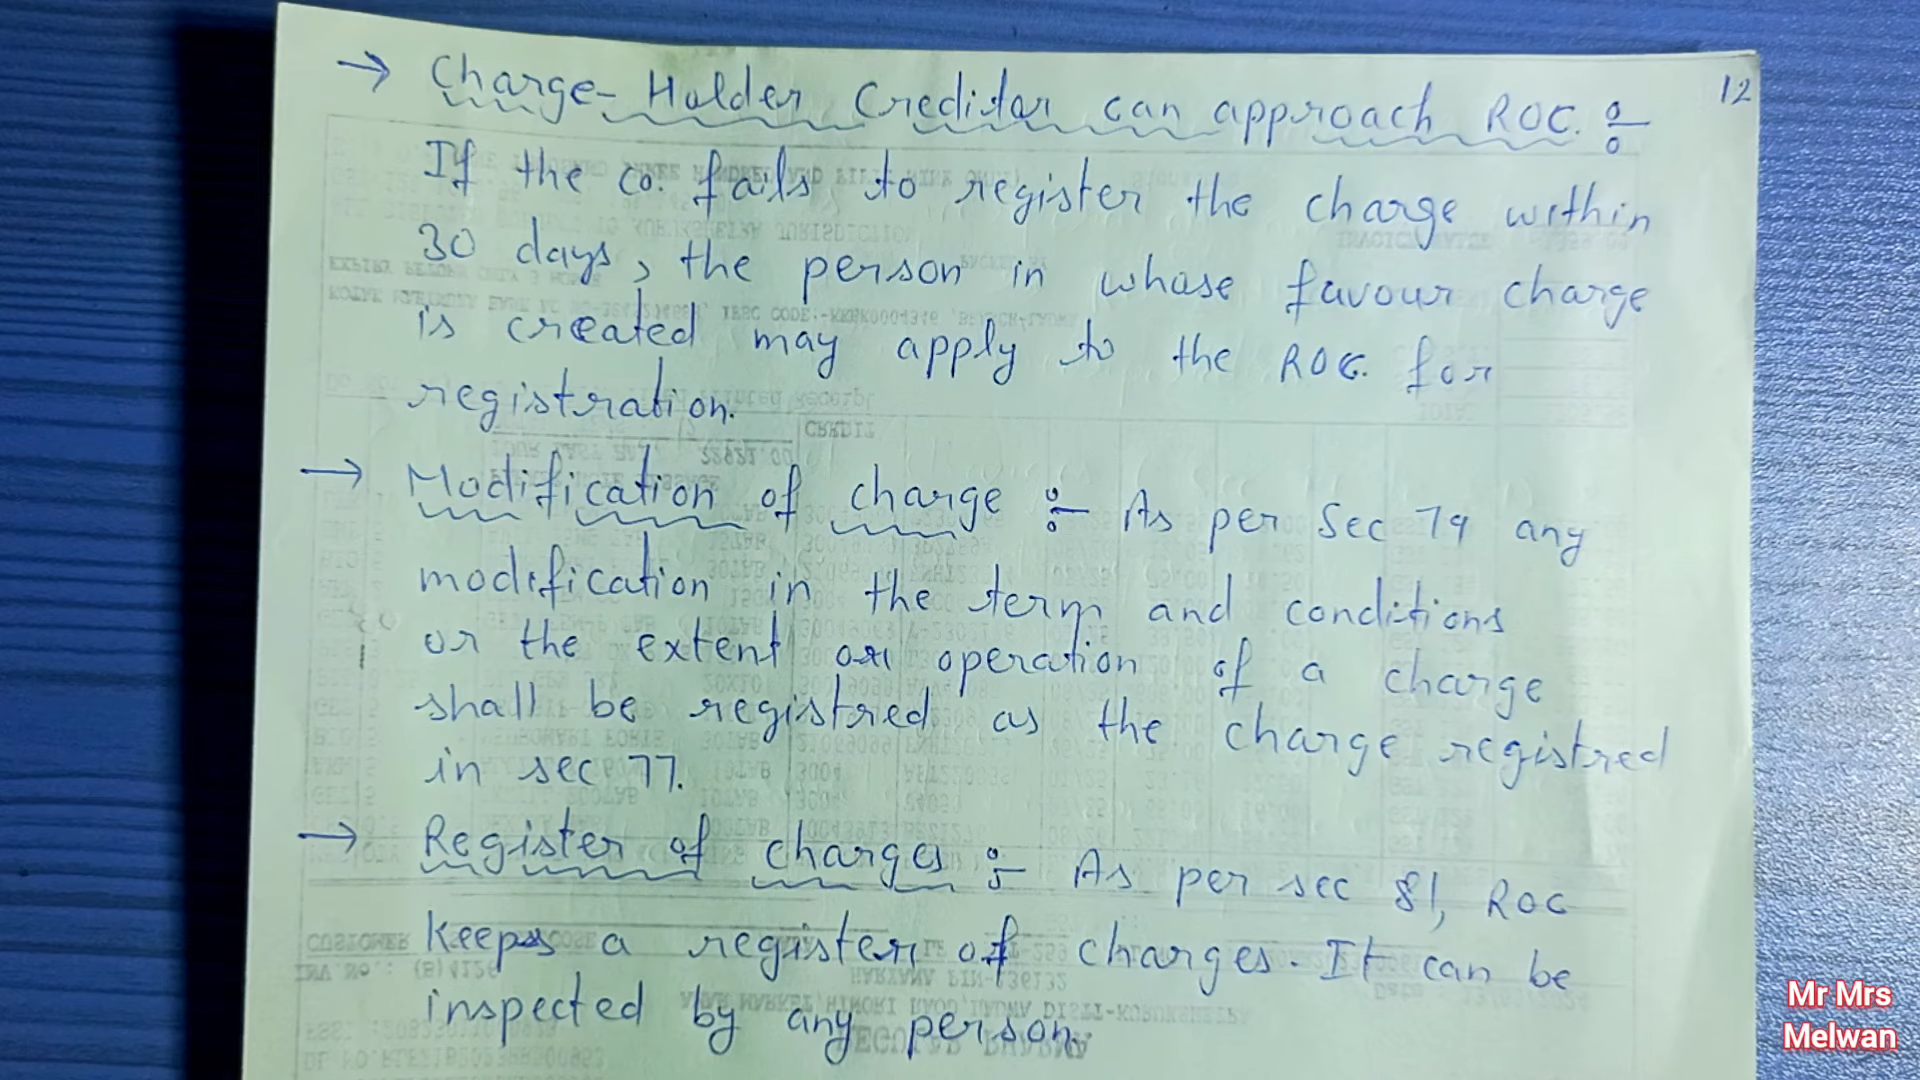 12
→ Charge-Holder Creditor can approach ROC. :-
If the co. fails to register the charge within
30 days, the person in whose favour charge
is created may apply to the ROC. for
registration.
→ Modification of charge :- As per Sec 79 any
modification in the term and conditions
or the extent or operation of a charge
shall be registred as the charge registred
in sec 77.
→ Register of charges :- As per sec 81, ROC
keeps a register of charges. It can be
inspected by any person.
Mr Mrs
Melwan